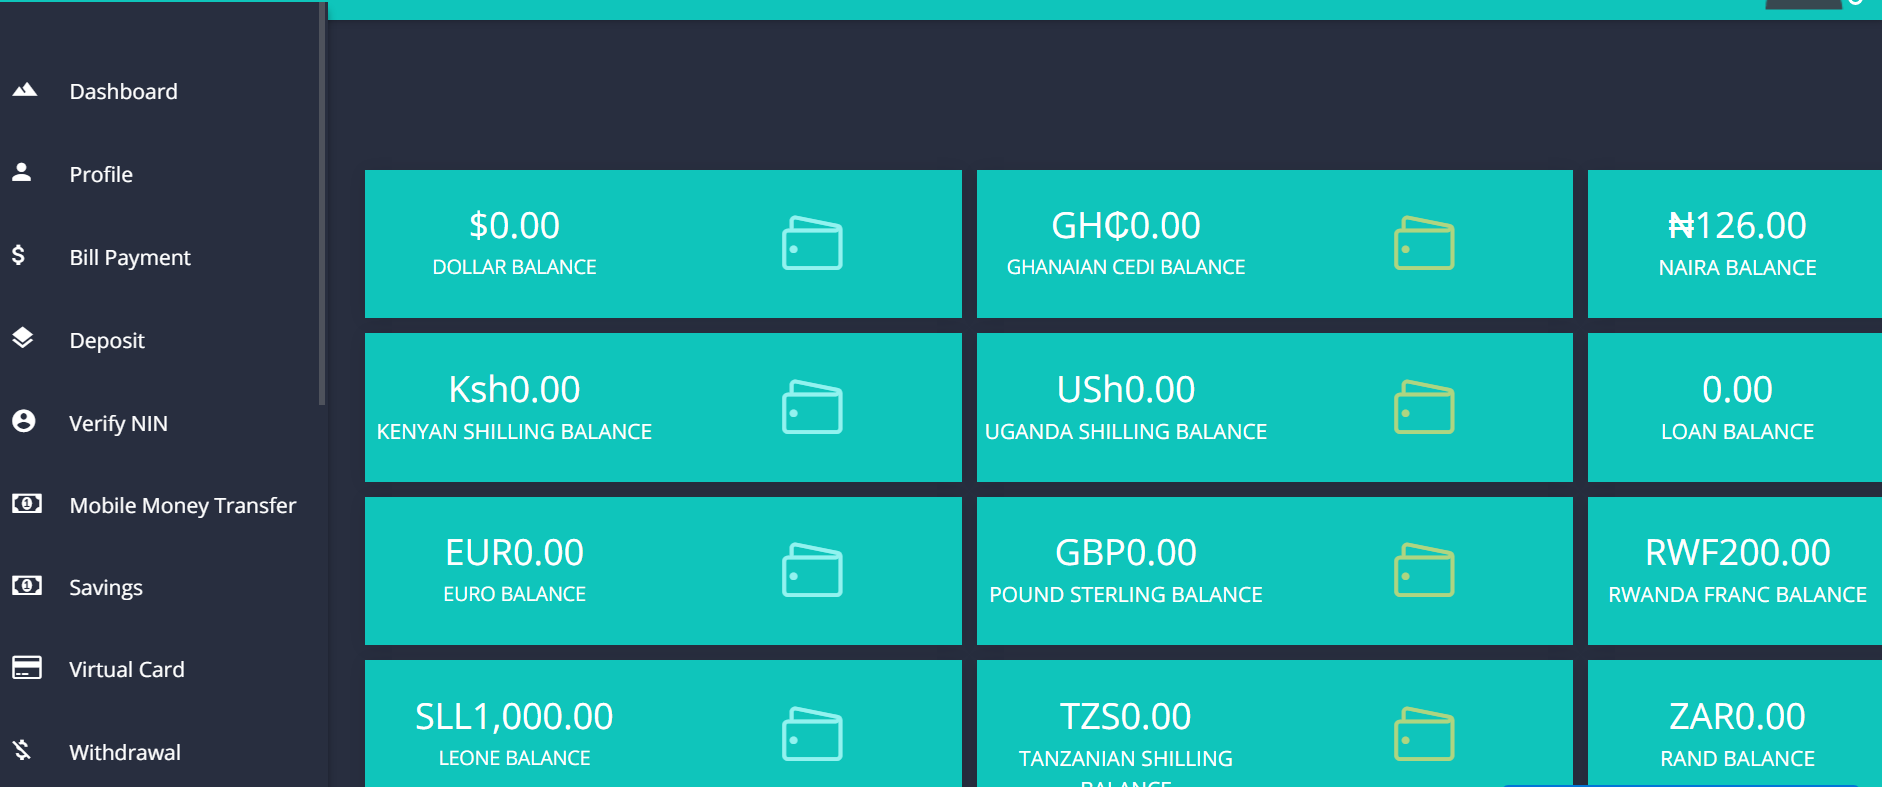 Dashboard
Profile
Bill Payment
Deposit
Verify NIN
Mobile Money Transfer
Savings
Virtual Card
Withdrawal
$0.00
DOLLAR BALANCE
GH₵0.00
GHANAIAN CEDI BALANCE
₦126.00
NAIRA BALANCE
Ksh0.00
KENYAN SHILLING BALANCE
USh0.00
UGANDA SHILLING BALANCE
0.00
LOAN BALANCE
EUR0.00
EURO BALANCE
GBP0.00
POUND STERLING BALANCE
RWF200.00
RWANDA FRANC BALANCE
SLL1,000.00
LEONE BALANCE
TZS0.00
TANZANIAN SHILLING
BALANCE
ZAR0.00
RAND BALANCE